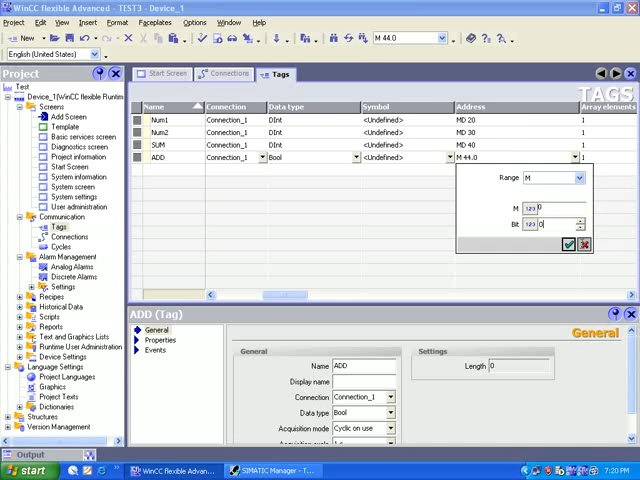 WinCC flexible Advanced - TEST3 - Device_1
Project Edit View Insert Format Faceplates Options Window Help
New M 44.0
English (United States)
Project
Start Screen Connections Tags
TAGS
Test
Device_1(WinCC flexible Runtim
Screens
Add Screen
Template
Basic services screen
Diagnostics screen
Project information
Start Screen
System information
System screen
System settings
User administration
Communication
Tags
Connections
Cycles
Alarm Management
Analog Alarms
Discrete Alarms
Settings
Recipes
Historical Data
Scripts
Reports
Text and Graphics Lists
Runtime User Administration
Device Settings
Language Settings
Project Languages
Graphics
Project Texts
Dictionaries
Structures
Version Management
Name Connection Data type Symbol Address Array elements
Num1 Connection_1 DInt <Undefined> MD 20 1
Num2 Connection_1 DInt <Undefined> MD 30 1
SUM Connection_1 DInt <Undefined> MD 40 1
ADD Connection_1 Bool <Undefined> M 44.0 1
Range M
M 123 0
Bit 123 0
ADD (Tag)
General
Properties
Events
General
General
Name ADD
Display name
Connection Connection_1
Data type Bool
Acquisition mode Cyclic on use
Settings
Length 0
Output
start WinCC flexible Advanc... SIMATIC Manager - T... 7:20 PM